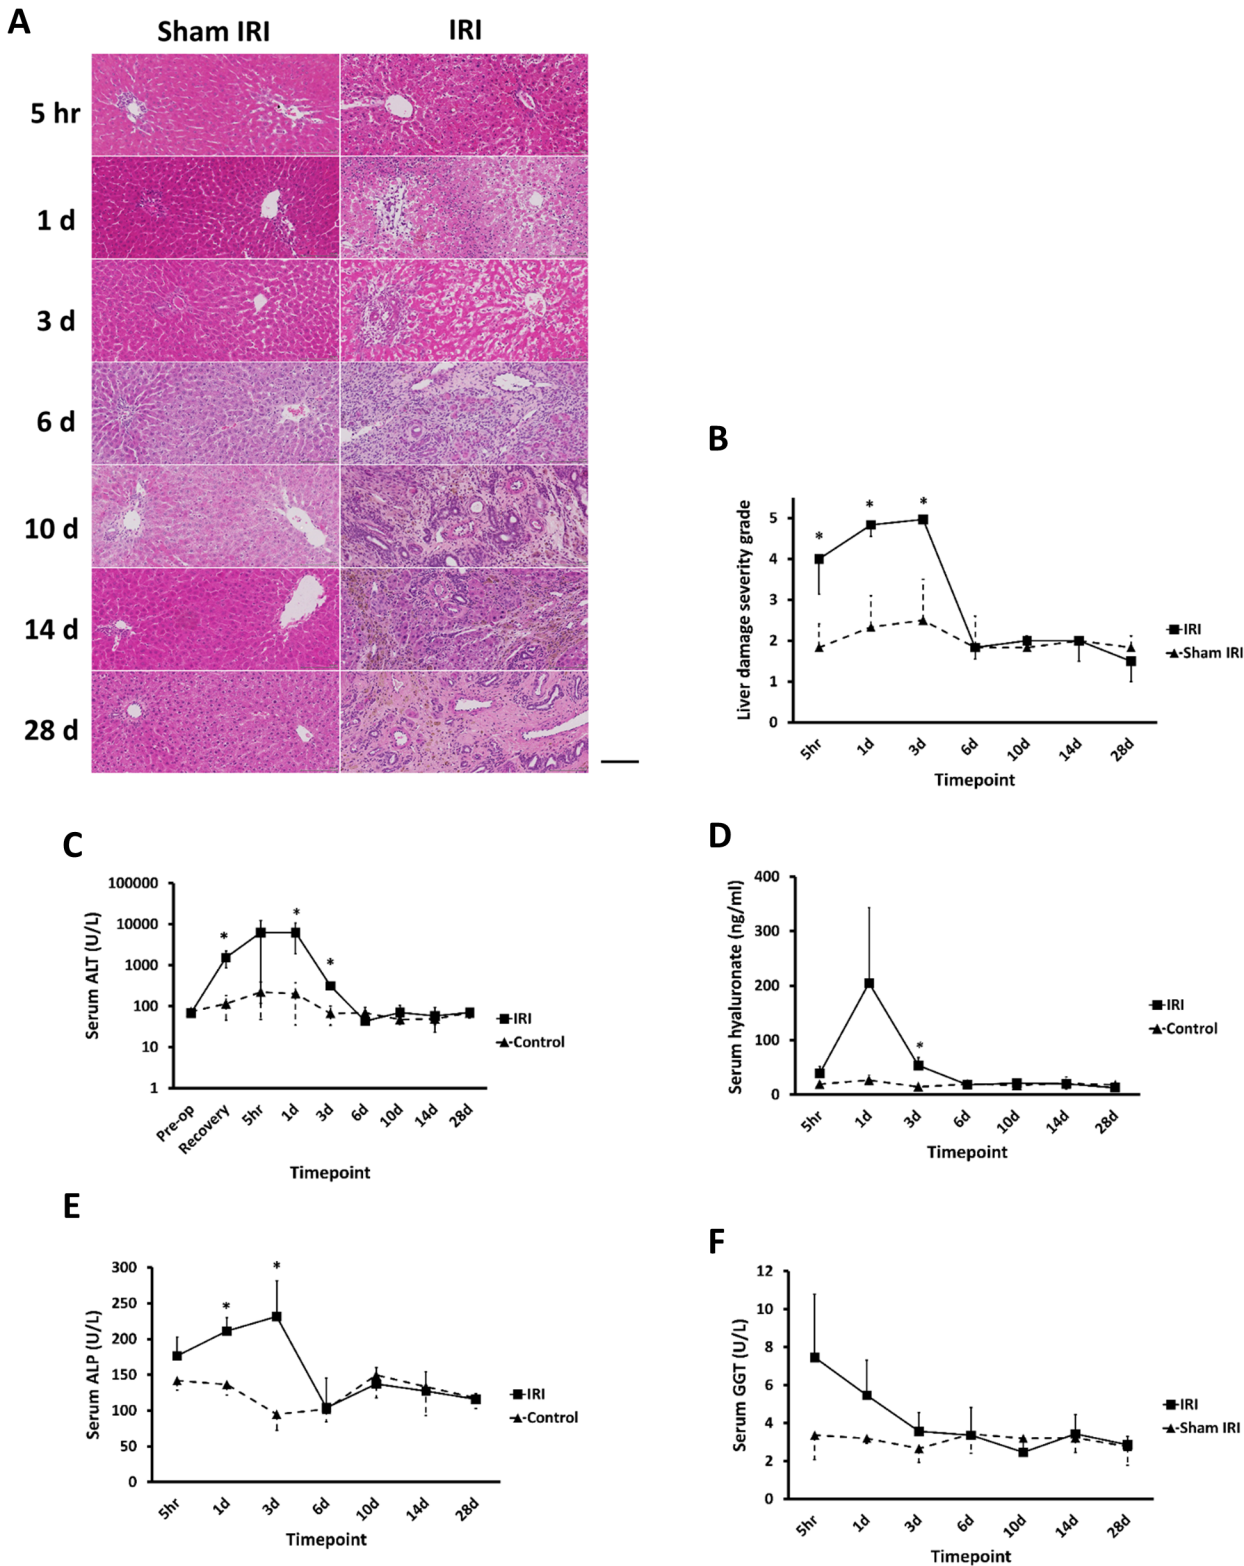 A
Sham IRI
IRI
5 hr
1 d
3 d
6 d
10 d
14 d
28 d
B
Liver damage severity grade
5
4
3
2
1
0
*
*
*
5hr
1d
3d
6d
10d
14d
28d
Timepoint
IRI
Sham IRI
C
Serum ALT (U/L)
100000
10000
1000
100
10
1
*
*
*
Pre-op
Recovery
5hr
1d
3d
6d
10d
14d
28d
Timepoint
IRI
Control
D
Serum hyaluronate (ng/ml)
400
300
200
100
0
*
5hr
1d
3d
6d
10d
14d
28d
Timepoint
IRI
Control
E
Serum ALP (U/L)
300
250
200
150
100
50
0
*
*
5hr
1d
3d
6d
10d
14d
28d
Timepoint
IRI
Control
F
Serum GGT (U/L)
12
10
8
6
4
2
0
5hr
1d
3d
6d
10d
14d
28d
Timepoint
IRI
Sham IRI